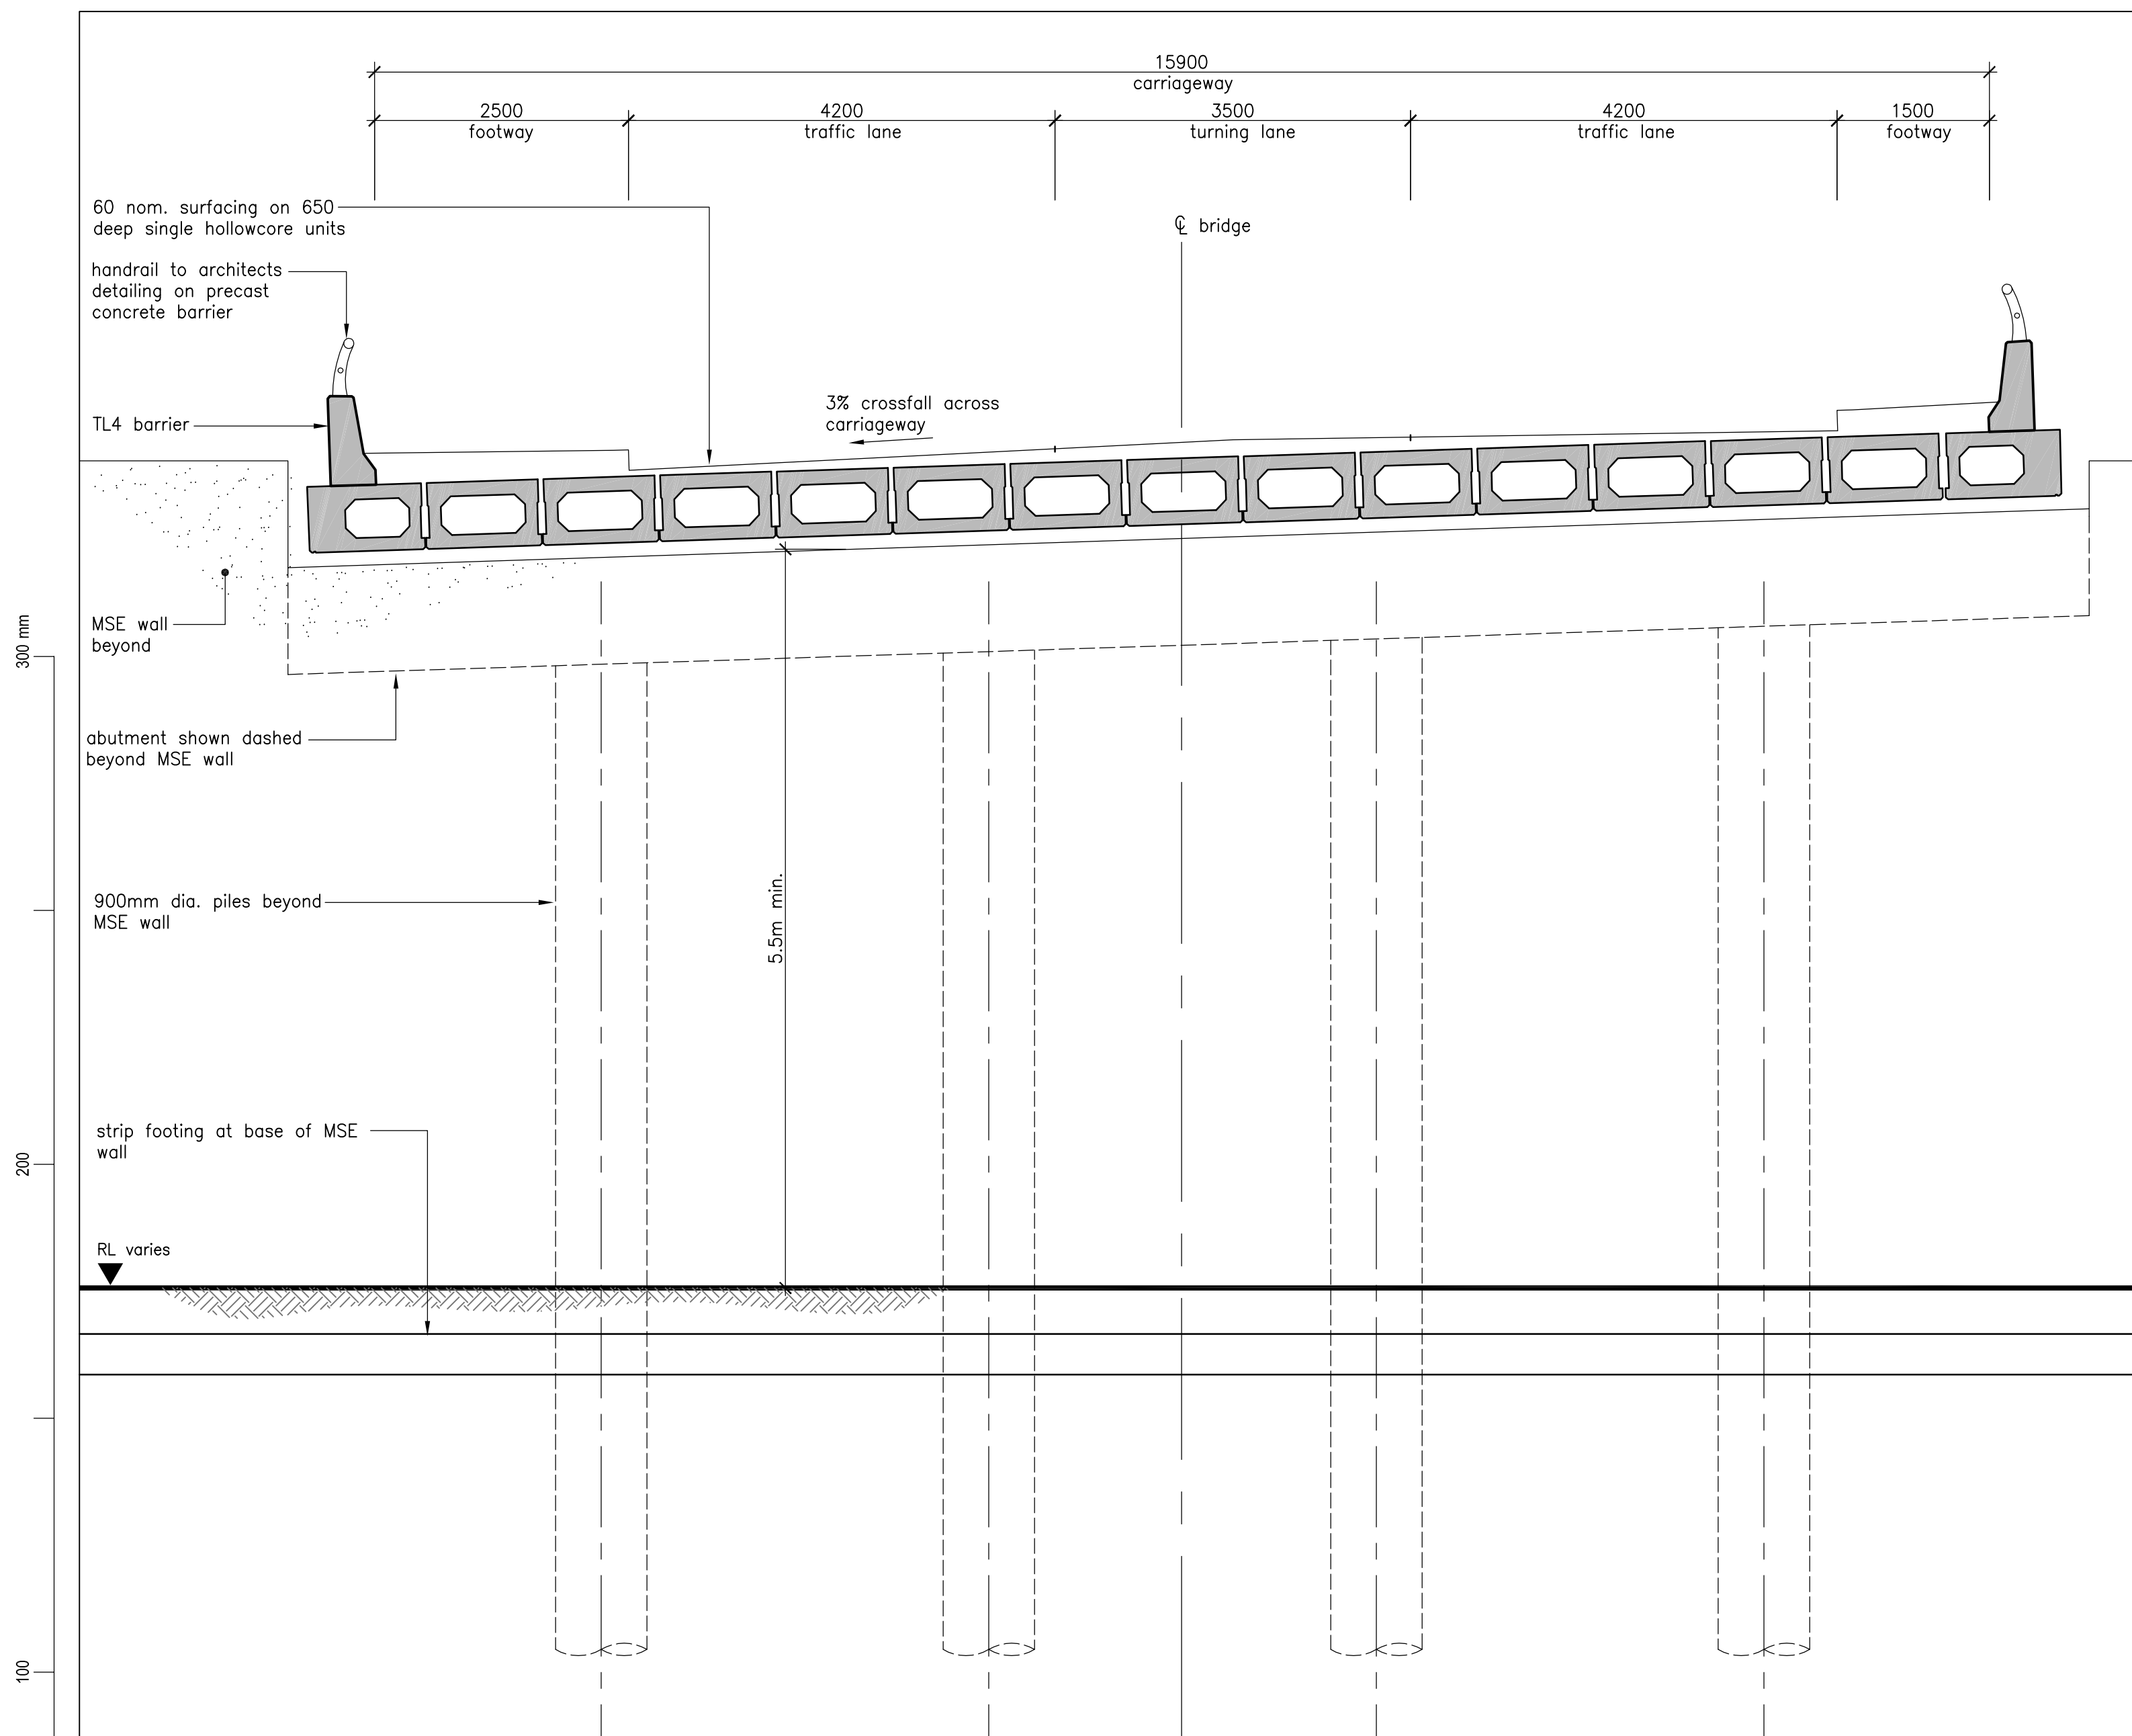 15900
carriageway
2500
footway
4200
traffic lane
3500
turning lane
4200
traffic lane
1500
footway
60 nom. surfacing on 650
deep single hollowcore units
℄ bridge
handrail to architects
detailing on precast
concrete barrier
3% crossfall across
carriageway
TL4 barrier
MSE wall
beyond
300 mm
abutment shown dashed
beyond MSE wall
900mm dia. piles beyond
MSE wall
5.5m min.
strip footing at base of MSE
wall
200
RL varies
100